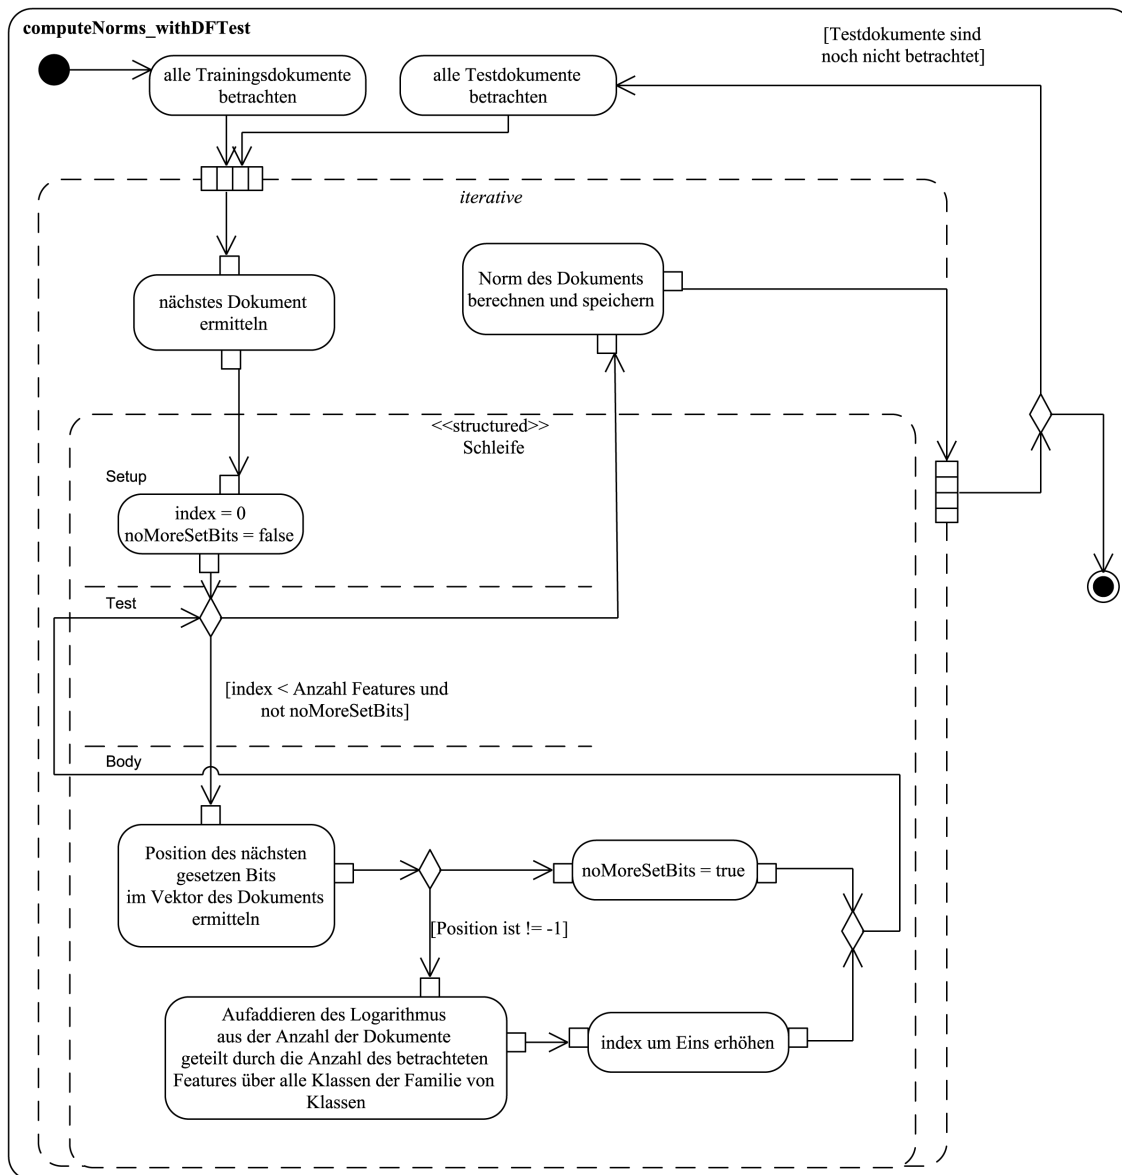 computeNorms_withDFTest
[Testdokumente sind
noch nicht betrachtet]
alle Trainingsdokumente
betrachten
alle Testdokumente
betrachten
iterative
nächstes Dokument
ermitteln
Norm des Dokuments
berechnen und speichern
<<structured>>
Schleife
Setup
index = 0
noMoreSetBits = false
Test
[index < Anzahl Features und
not noMoreSetBits]
Body
Position des nächsten
gesetzen Bits
im Vektor des Dokuments
ermitteln
noMoreSetBits = true
[Position ist != -1]
Aufaddieren des Logarithmus
aus der Anzahl der Dokumente
geteilt durch die Anzahl des betrachteten
Features über alle Klassen der Familie von
Klassen
index um Eins erhöhen